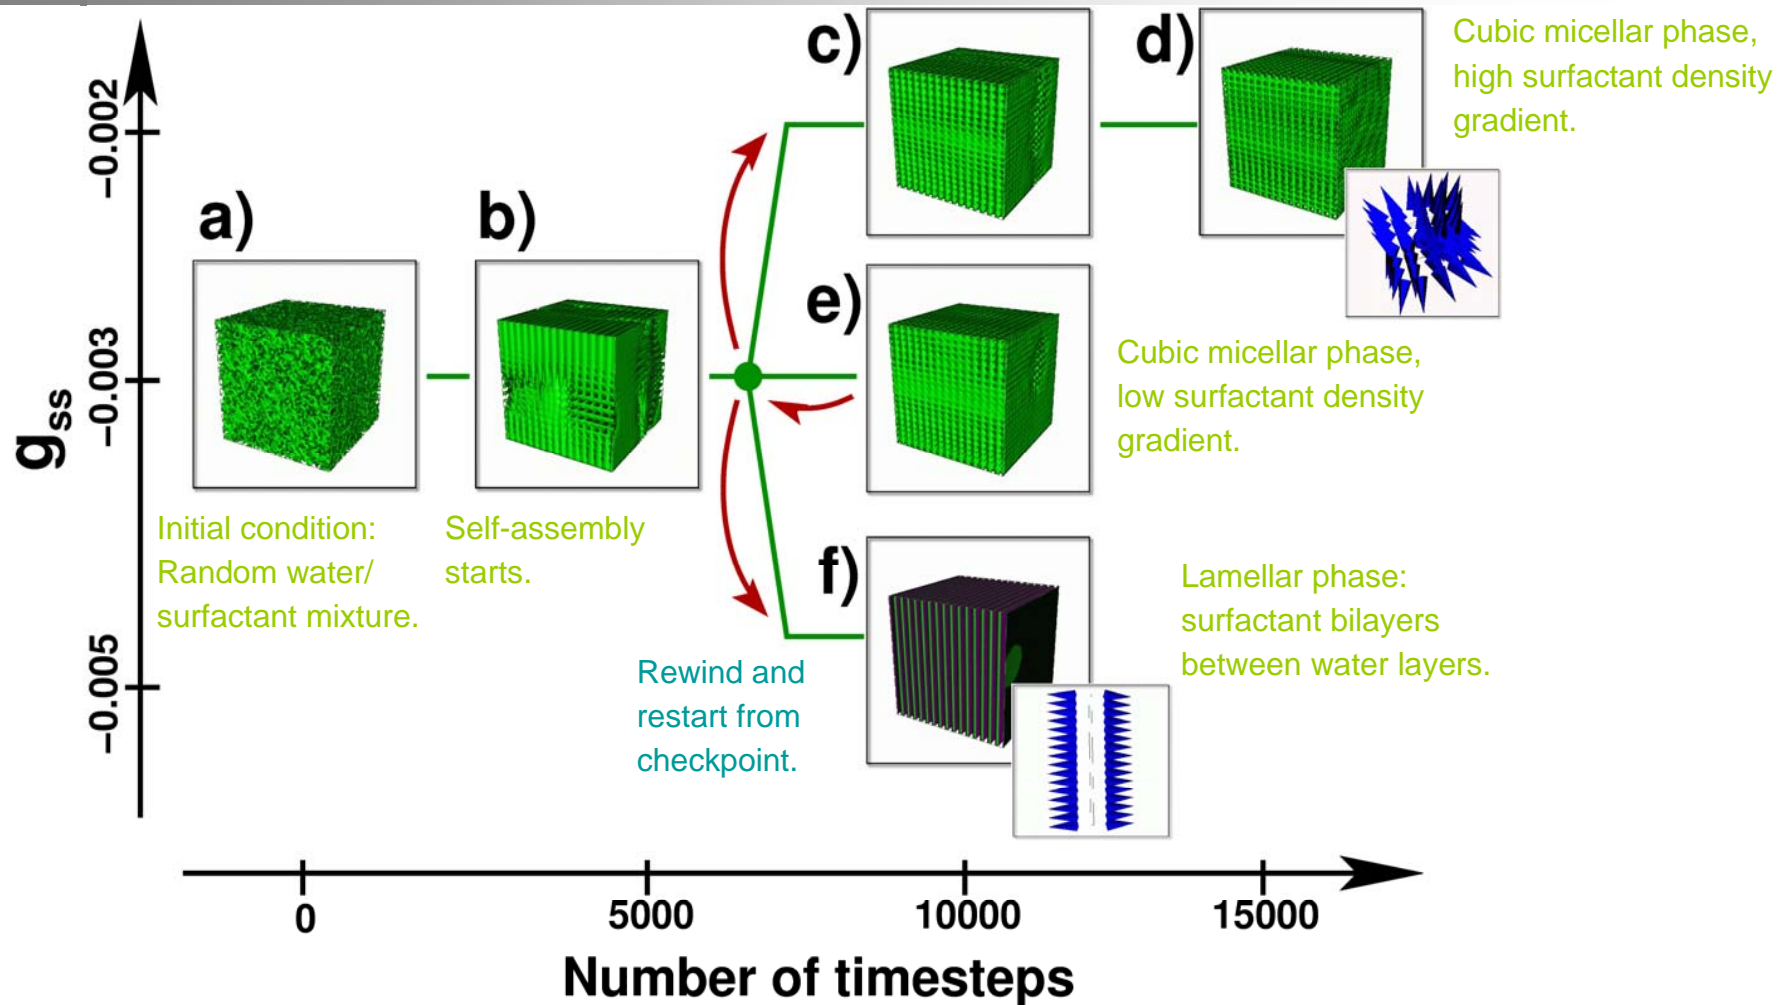 c)
d)
Cubic micellar phase,
high surfactant density
gradient.
−0.002
a)
b)
e)
Cubic micellar phase,
low surfactant density
gradient.
−0.003
gss
Initial condition:
Random water/
surfactant mixture.
Self-assembly
starts.
f)
Lamellar phase:
surfactant bilayers
between water layers.
Rewind and
restart from
checkpoint.
−0.005
0
5000
10000
15000
Number of timesteps